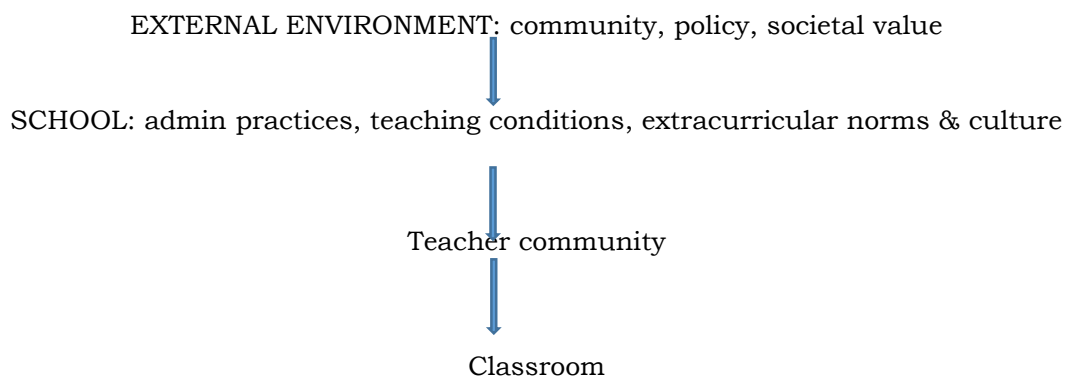 EXTERNAL ENVIRONMENT: community, policy, societal value
SCHOOL: admin practices, teaching conditions, extracurricular norms & culture
Teacher community
Classroom